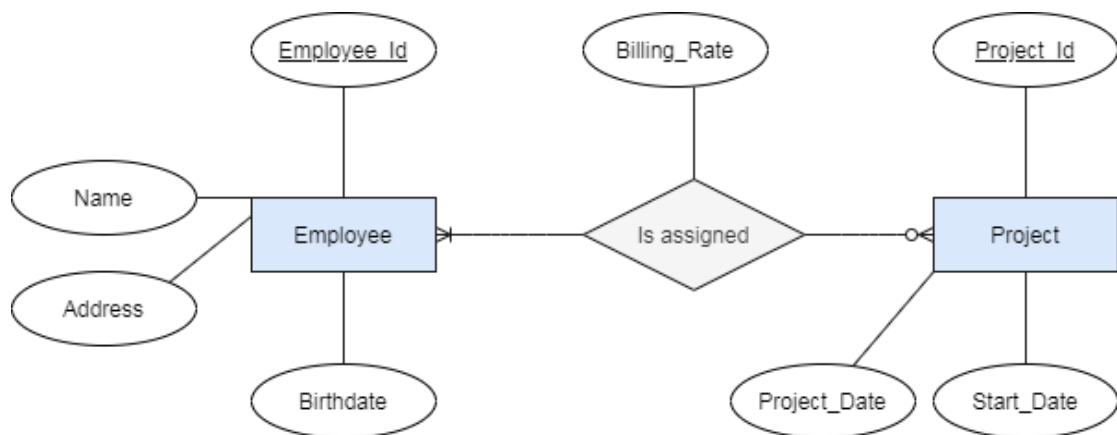 Employee_Id
Billing_Rate
Project_Id
Name
Employee
Is assigned
Project
Address
Birthdate
Project_Date
Start_Date